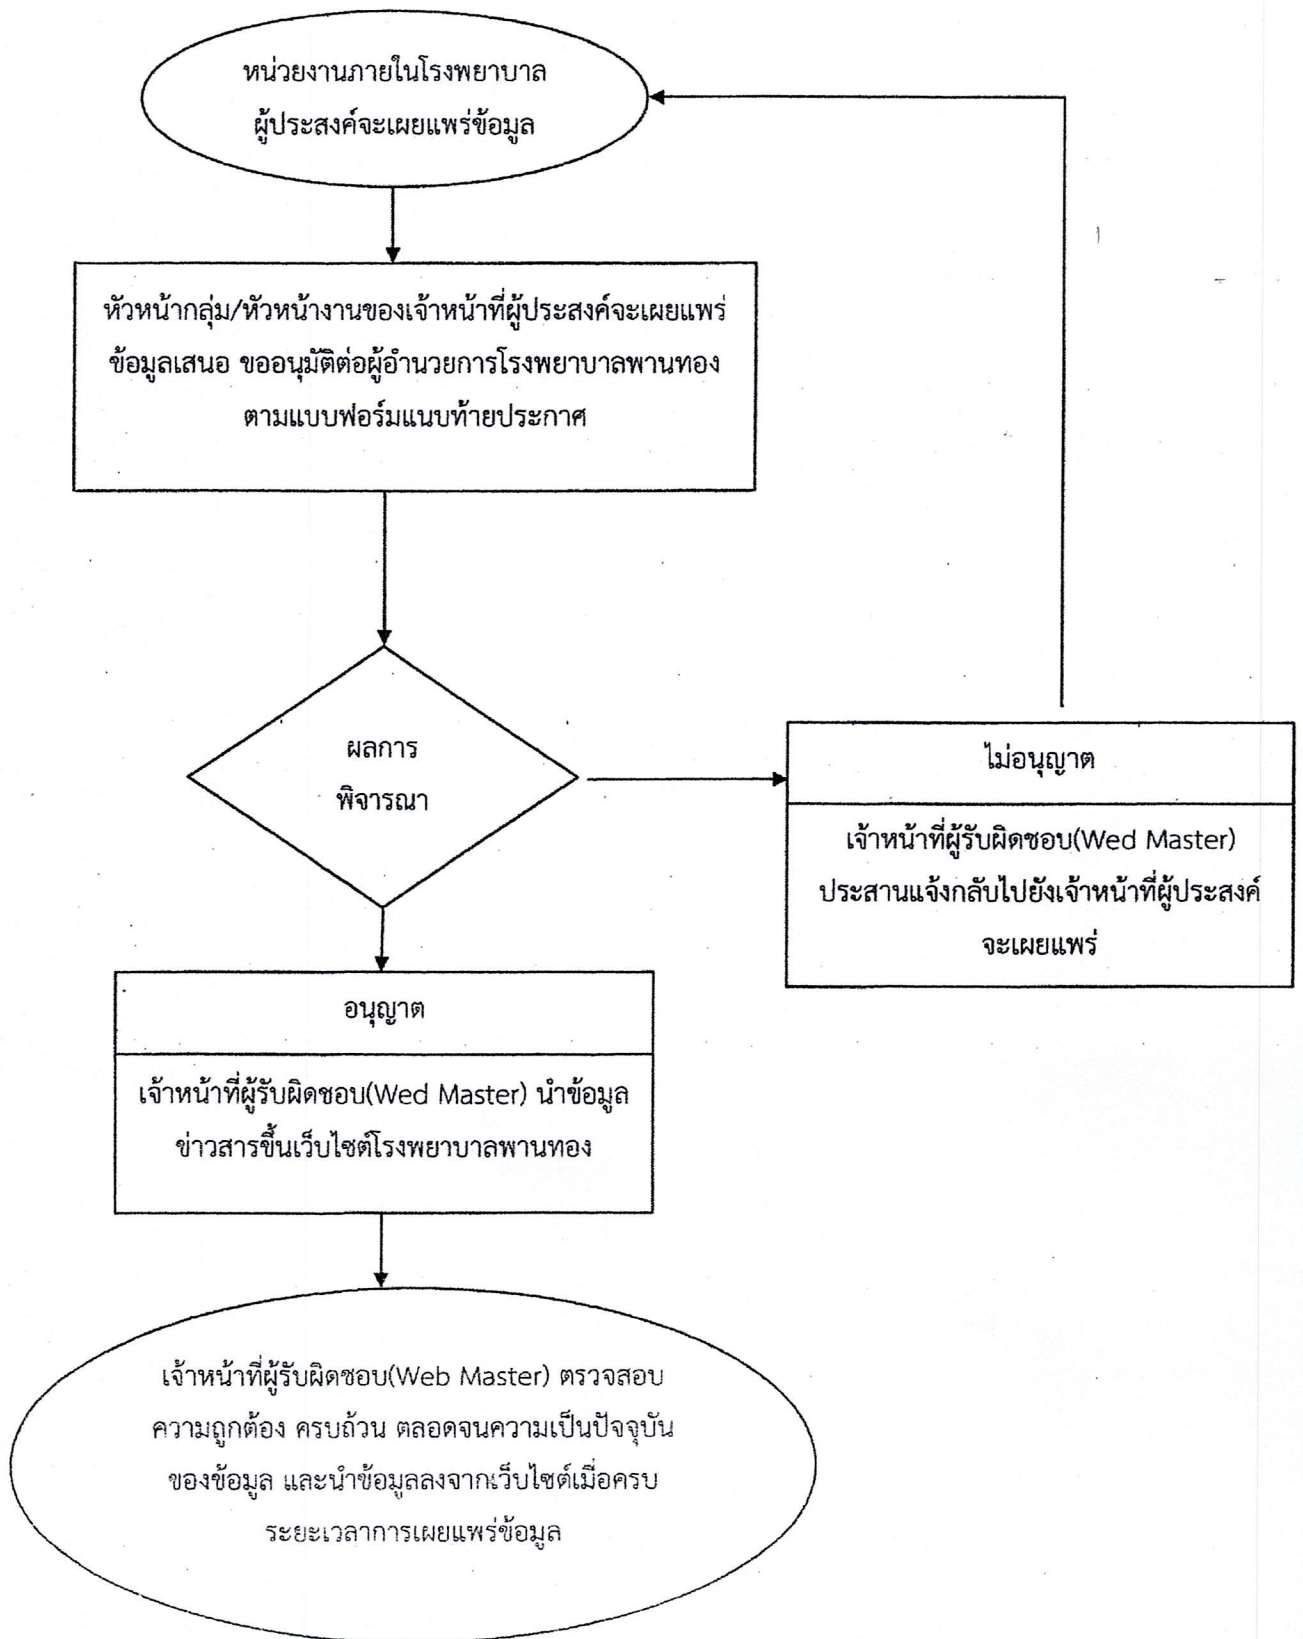 หน่วยงานภายในโรงพยาบาล
ผู้ประสงค์จะเผยแพร่ข้อมูล
หัวหน้ากลุ่ม/หัวหน้างานของเจ้าหน้าที่ผู้ประสงค์จะเผยแพร่
ข้อมูลเสนอ ขออนุมัติต่อผู้อำนวยการโรงพยาบาลพานทอง
ตามแบบฟอร์มแนบท้ายประกาศ
ผลการ
พิจารณา
ไม่อนุญาต
เจ้าหน้าที่ผู้รับผิดชอบ(Wed Master)
ประสานแจ้งกลับไปยังเจ้าหน้าที่ผู้ประสงค์
จะเผยแพร่
อนุญาต
เจ้าหน้าที่ผู้รับผิดชอบ(Wed Master) นำข้อมูล
ข่าวสารขึ้นเว็บไซต์โรงพยาบาลพานทอง
เจ้าหน้าที่ผู้รับผิดชอบ(Web Master) ตรวจสอบ
ความถูกต้อง ครบถ้วน ตลอดจนความเป็นปัจจุบัน
ของข้อมูล และนำข้อมูลลงจากเว็บไซต์เมื่อครบ
ระยะเวลาการเผยแพร่ข้อมูล